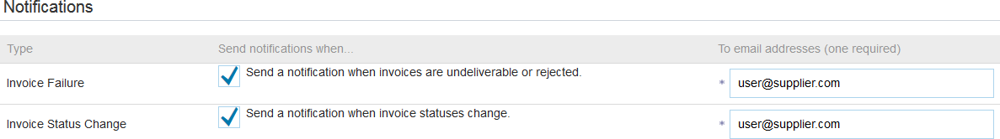 Notifications
Type Send notifications when... To email addresses (one required)
Send a notification when invoices are undeliverable or rejected.
Invoice Failure * user@supplier.com
Send a notification when invoice statuses change.
Invoice Status Change * user@supplier.com